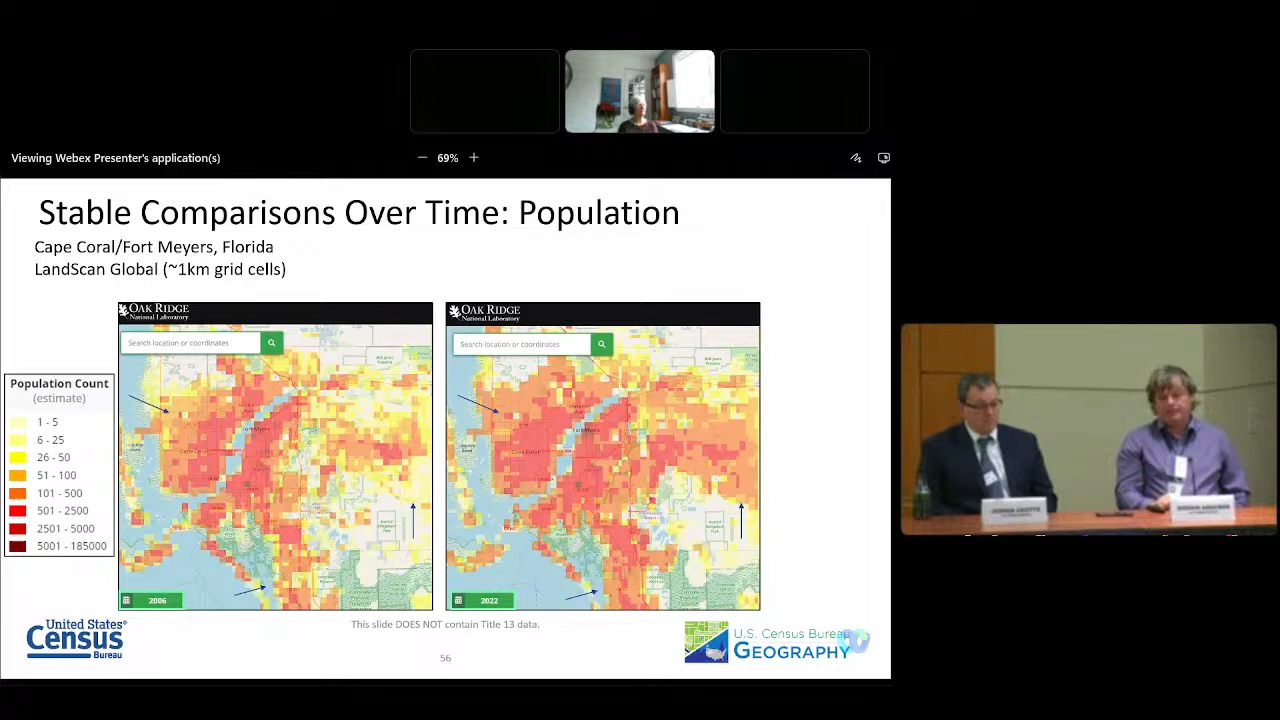 Viewing Webex Presenter's application(s)
69%
Stable Comparisons Over Time: Population
Cape Coral/Fort Meyers, Florida
LandScan Global (~1km grid cells)
OAK RIDGE
National Laboratory
Search location or coordinates
2006
OAK RIDGE
National Laboratory
Search location or coordinates
2022
Population Count
(estimate)
1 - 5
6 - 25
26 - 50
51 - 100
101 - 500
501 - 2500
2501 - 5000
5001 - 185000
This slide DOES NOT contain Title 13 data.
United States®
Census
Bureau
56
U.S. Census Bureau
GEOGRAPHY